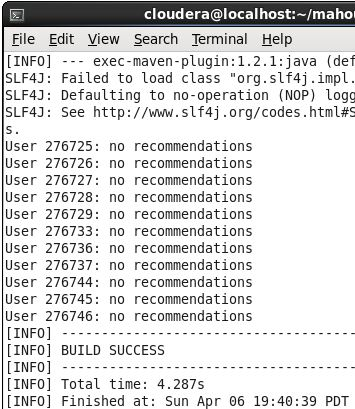 cloudera@localhost:~/maho
File Edit View Search Terminal Help
[INFO] --- exec-maven-plugin:1.2.1:java (def
SLF4J: Failed to load class "org.slf4j.impl.
SLF4J: Defaulting to no-operation (NOP) logg
SLF4J: See http://www.slf4j.org/codes.html#S
s.
User 276725: no recommendations
User 276726: no recommendations
User 276727: no recommendations
User 276728: no recommendations
User 276729: no recommendations
User 276733: no recommendations
User 276736: no recommendations
User 276737: no recommendations
User 276744: no recommendations
User 276745: no recommendations
User 276746: no recommendations
[INFO] -------------------------------------
[INFO] BUILD SUCCESS
[INFO] -------------------------------------
[INFO] Total time: 4.287s
[INFO] Finished at: Sun Apr 06 19:40:39 PDT